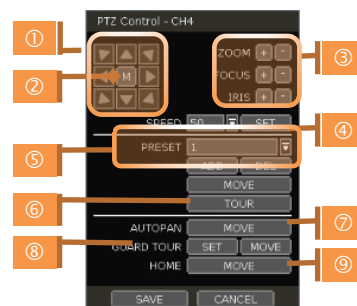 PTZ Control - CH4
①
② M
ZOOM + -
FOCUS + -
IRIS + -
③
SPEED 50 SET
④
⑤
PRESET 1
ADD DEL
MOVE
⑥
TOUR
AUTOPAN MOVE
⑦
⑧
GUARD TOUR SET MOVE
HOME MOVE
⑨
SAVE CANCEL